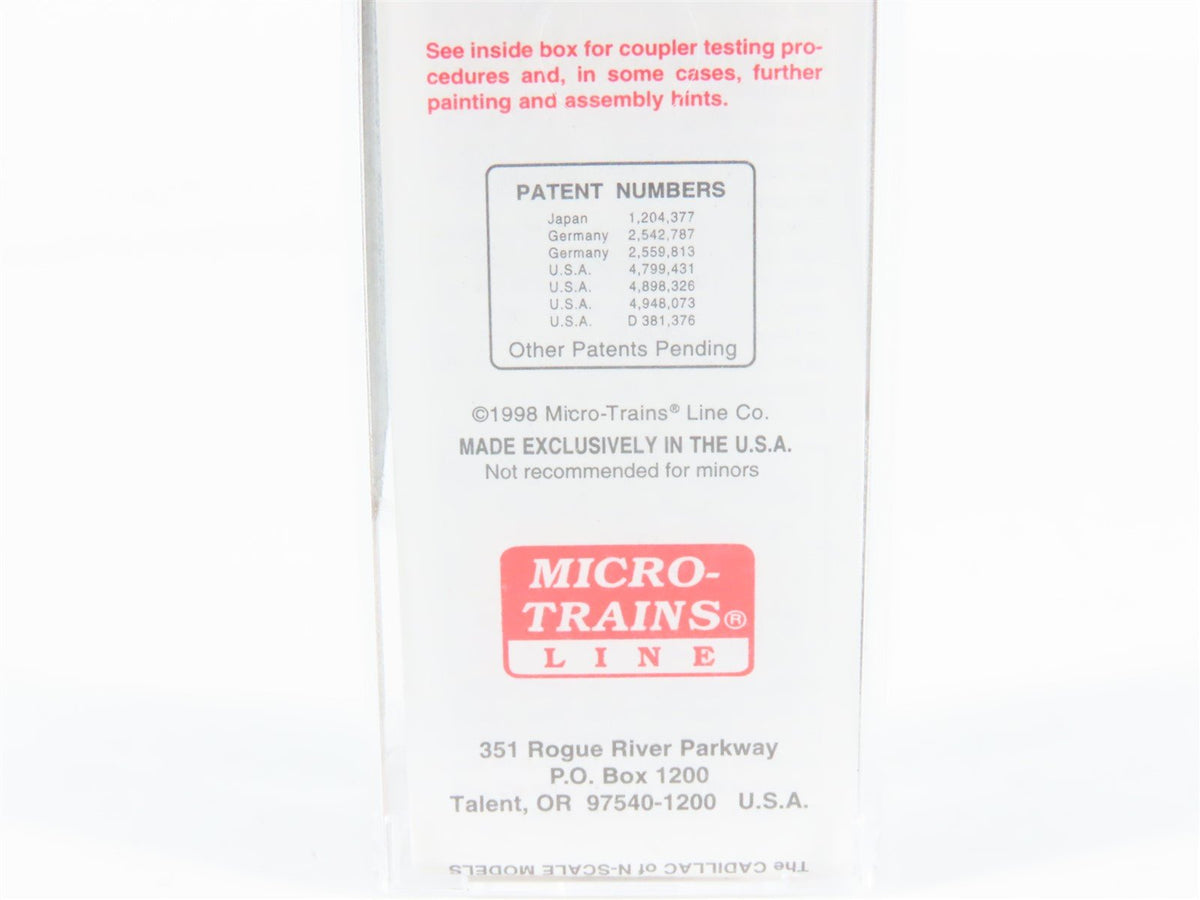 See inside box for coupler testing pro-
cedures and, in some cases, further
painting and assembly hints.
PATENT NUMBERS
Japan 1,204,377
Germany 2,542,787
Germany 2,559,813
U.S.A. 4,799,431
U.S.A. 4,898,326
U.S.A. 4,948,073
U.S.A. D 381,376
Other Patents Pending
©1998 Micro-Trains® Line Co.
MADE EXCLUSIVELY IN THE U.S.A.
Not recommended for minors
MICRO-
TRAINS®
LINE
351 Rogue River Parkway
P.O. Box 1200
Talent, OR 97540-1200 U.S.A.
The CADILLAC of N-SCALE MODELS